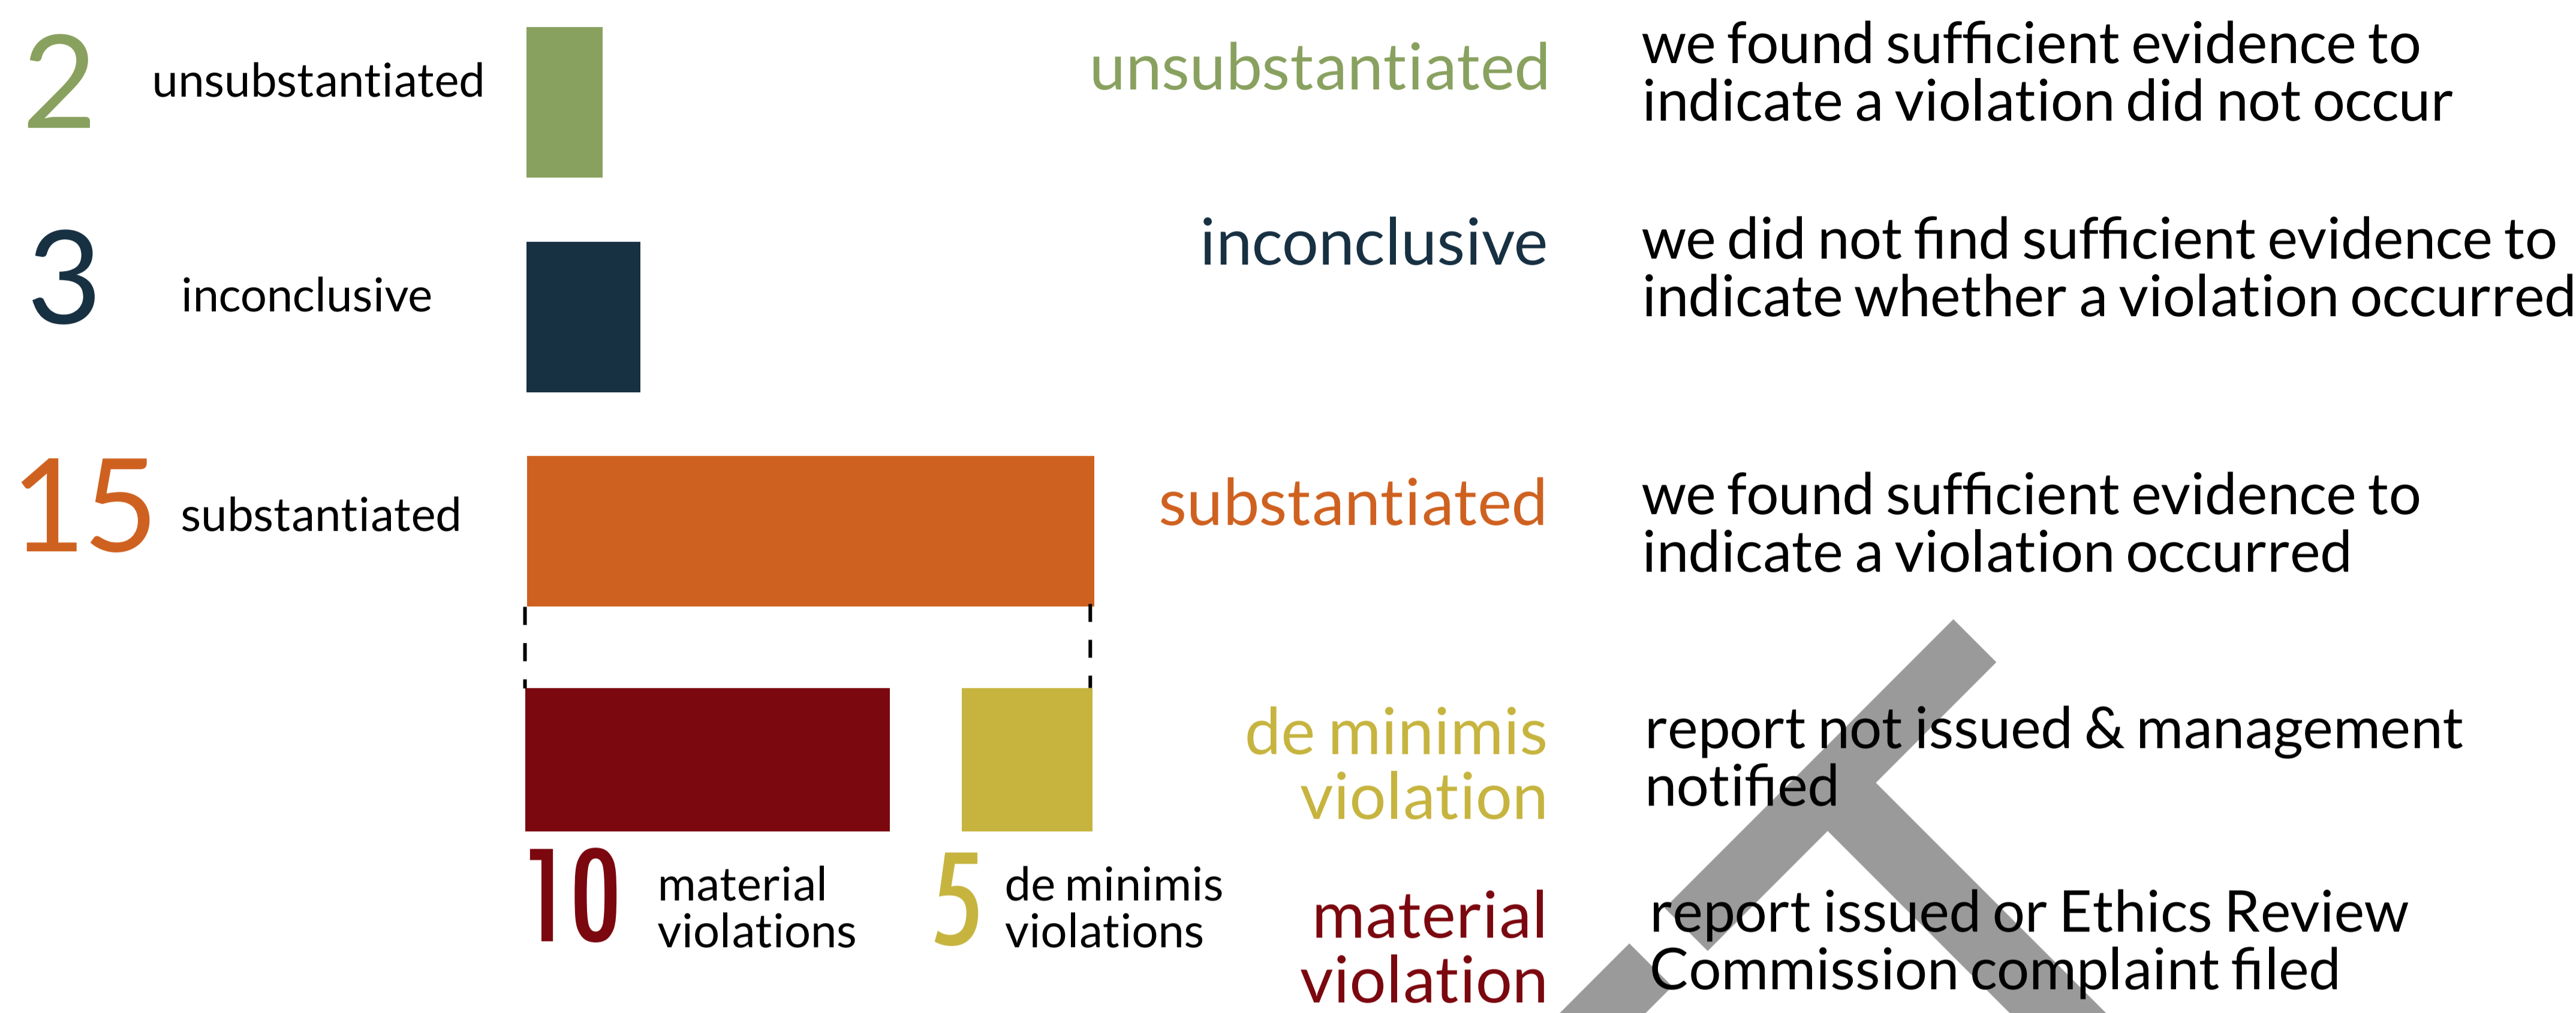 2 unsubstantiated
3 inconclusive
15 substantiated
10 material
violations
5 de minimis
violations
unsubstantiated
we found sufficient evidence to
indicate a violation did not occur
inconclusive
we did not find sufficient evidence to
indicate whether a violation occurred
substantiated
we found sufficient evidence to
indicate a violation occurred
de minimis
violation
report not issued & management
notified
material
violation
report issued or Ethics Review
Commission complaint filed